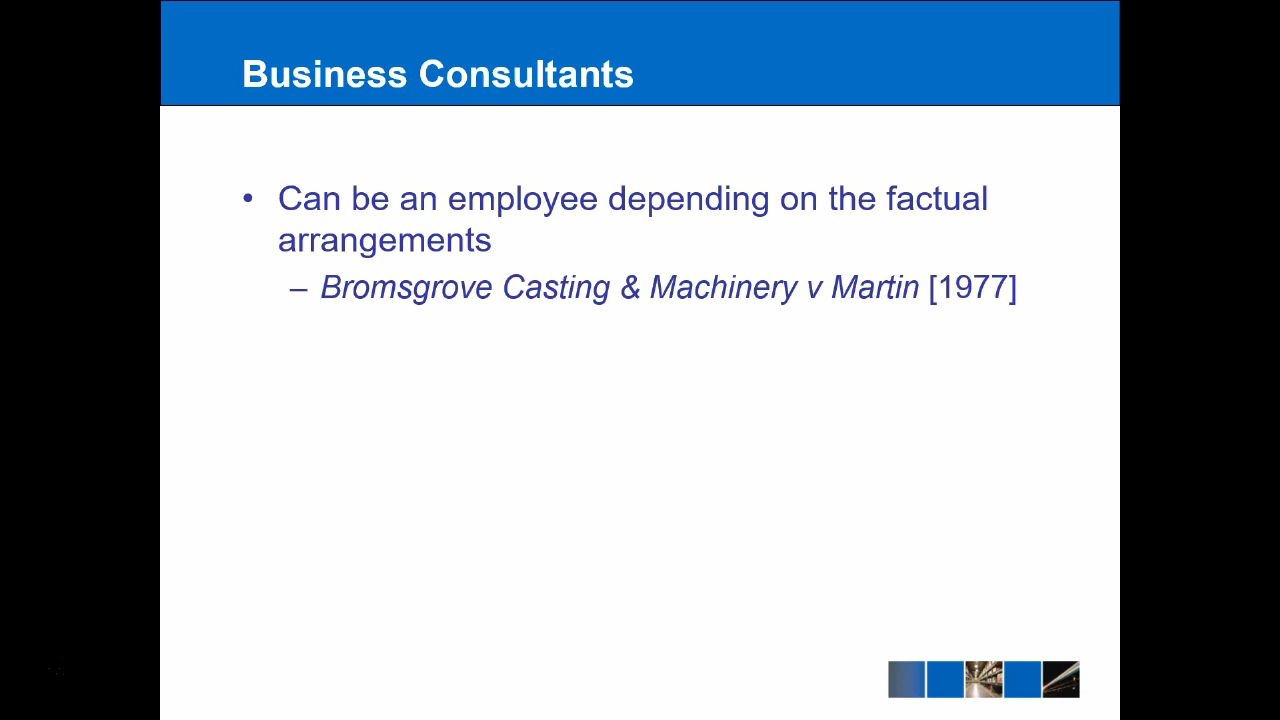 Business Consultants
• Can be an employee depending on the factual
arrangements
– Bromsgrove Casting & Machinery v Martin [1977]